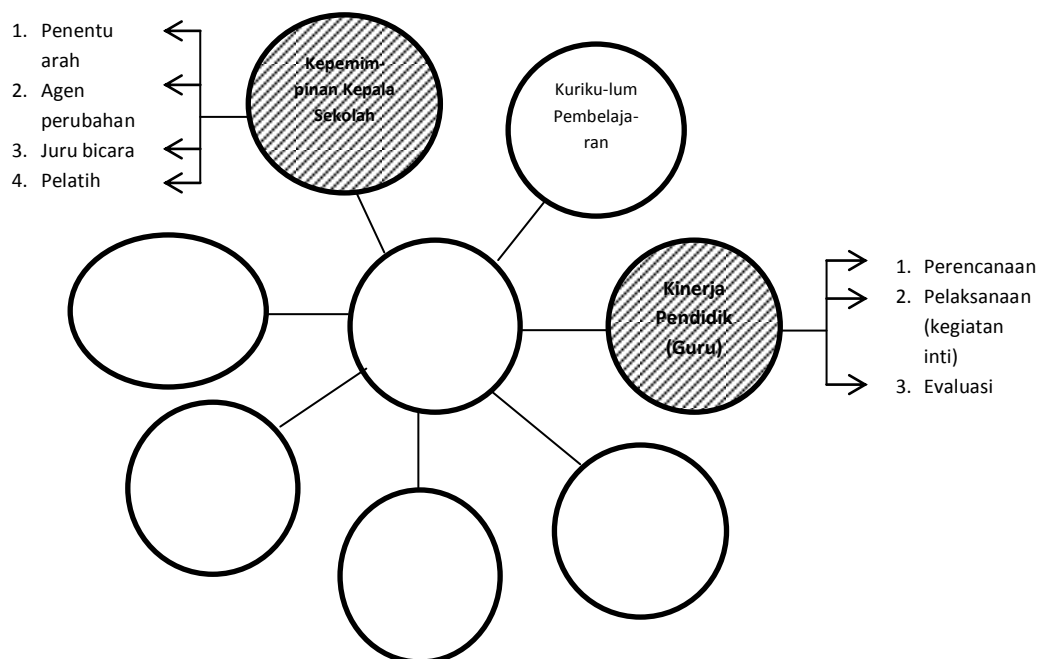 1. Penentu
arah
2. Agen
perubahan
3. Juru bicara
4. Pelatih
Kepemim-
pinan Kepala
Sekolah
Kuriku-lum
Pembelaja-
ran
Kinerja
Pendidik
(Guru)
1. Perencanaan
2. Pelaksanaan
(kegiatan
inti)
3. Evaluasi